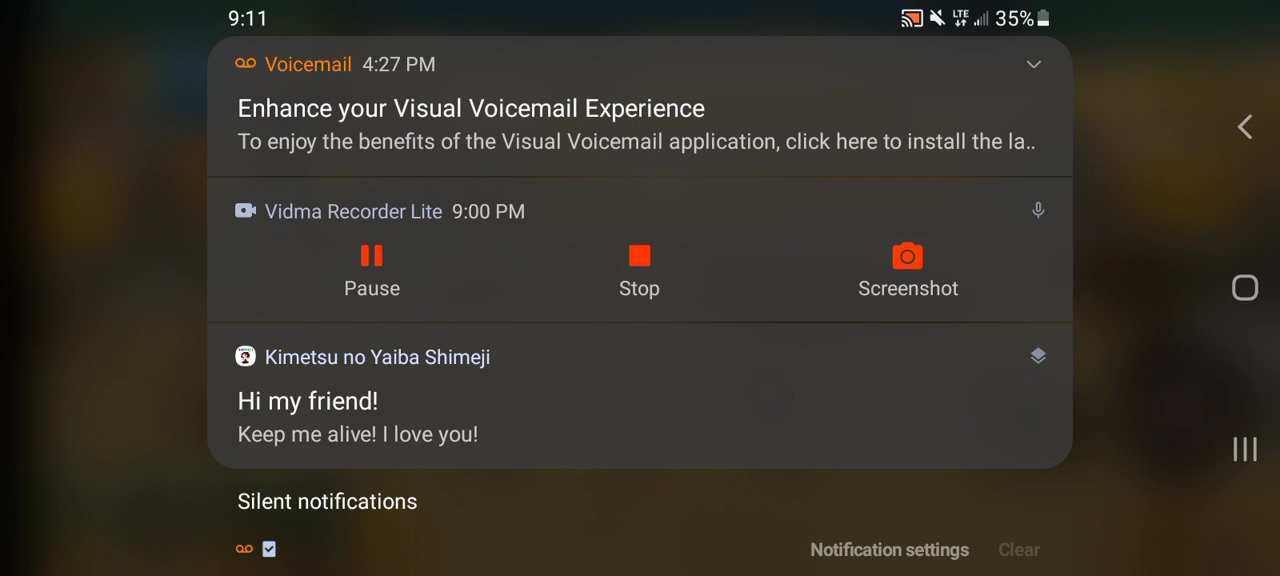 9:11
LTE 35%
Voicemail 4:27 PM
Enhance your Visual Voicemail Experience
To enjoy the benefits of the Visual Voicemail application, click here to install the la..
Vidma Recorder Lite 9:00 PM
Pause Stop Screenshot
Kimetsu no Yaiba Shimeji
Hi my friend!
Keep me alive! I love you!
Silent notifications
Notification settings Clear